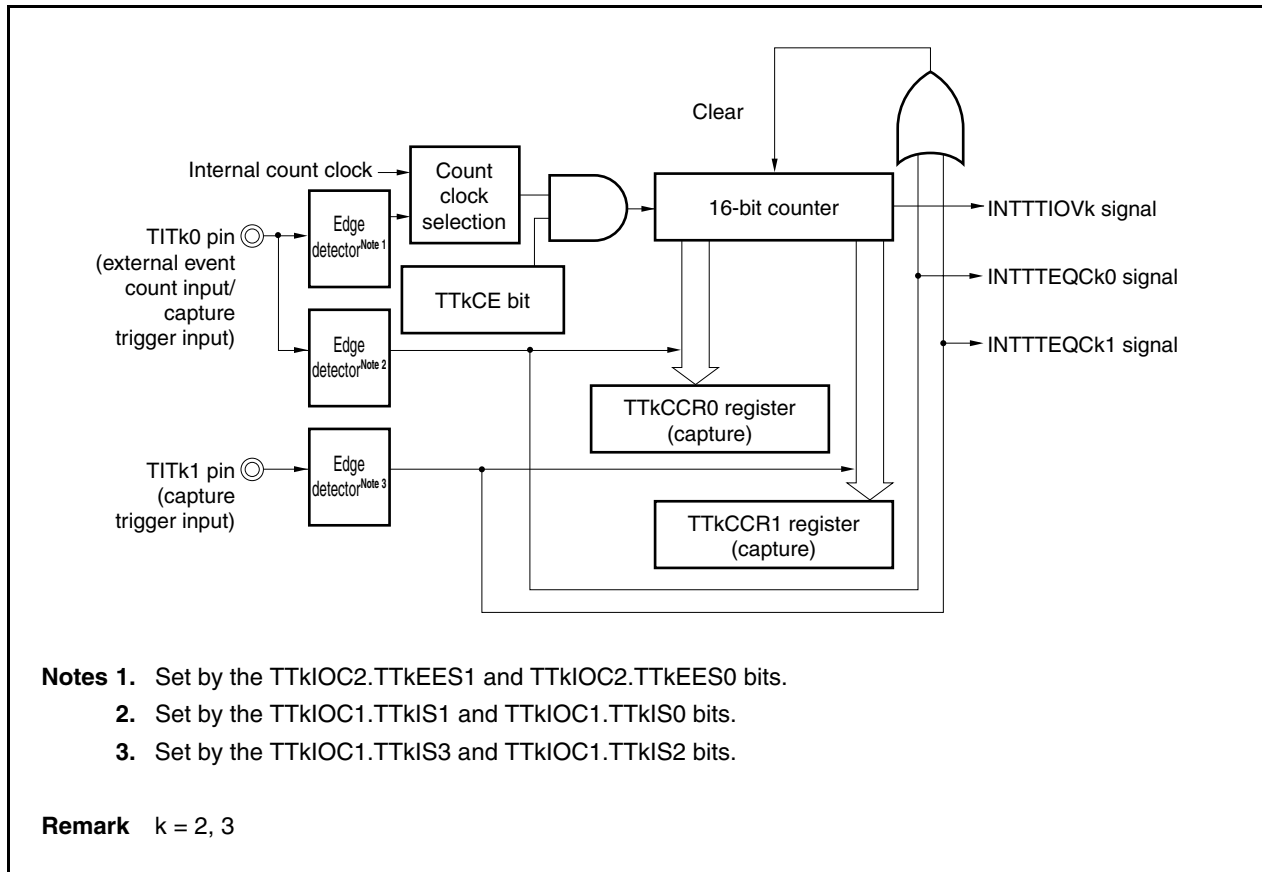 Clear
Internal count clock
Count
clock
selection
16-bit counter
INTTTIOVk signal
TITk0 pin
(external event
count input/
capture
trigger input)
Edge
detectorNote 1
TTkCE bit
INTTTEQCk0 signal
Edge
detectorNote 2
INTTTEQCk1 signal
TTkCCR0 register
(capture)
TITk1 pin
(capture
trigger input)
Edge
detectorNote 3
TTkCCR1 register
(capture)
Notes 1. Set by the TTkIOC2.TTkEES1 and TTkIOC2.TTkEES0 bits.
2. Set by the TTkIOC1.TTkIS1 and TTkIOC1.TTkIS0 bits.
3. Set by the TTkIOC1.TTkIS3 and TTkIOC1.TTkIS2 bits.
Remark k = 2, 3